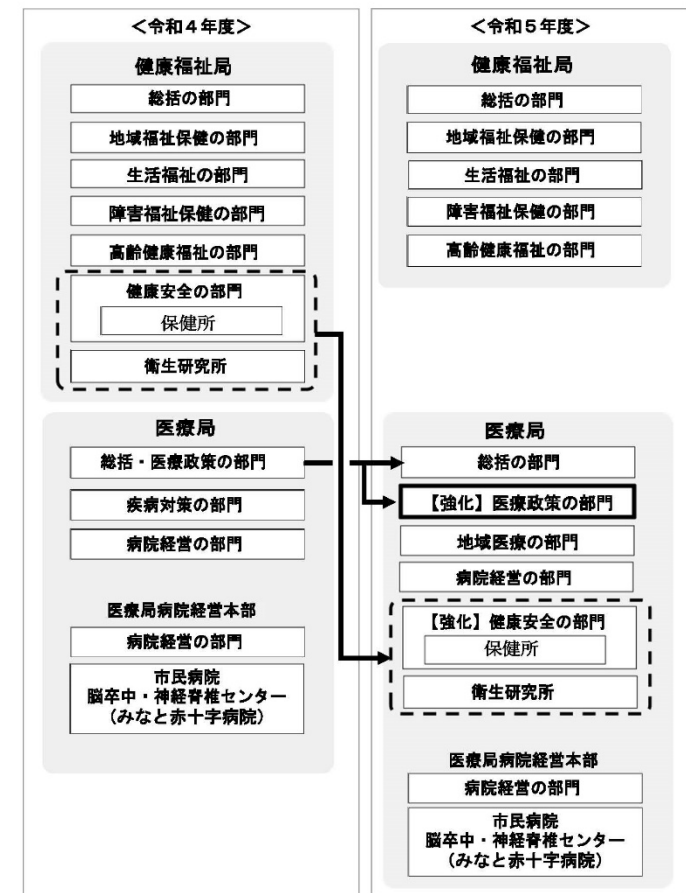 ＜令和４年度＞
健康福祉局
総括の部門
地域福祉保健の部門
生活福祉の部門
障害福祉保健の部門
高齢健康福祉の部門
健康安全の部門
保健所
衛生研究所
医療局
総括・医療政策の部門
疾病対策の部門
病院経営の部門
医療局病院経営本部
病院経営の部門
市民病院
脳卒中・神経脊椎センター
（みなと赤十字病院）
＜令和５年度＞
健康福祉局
総括の部門
地域福祉保健の部門
生活福祉の部門
障害福祉保健の部門
高齢健康福祉の部門
医療局
総括の部門
【強化】医療政策の部門
地域医療の部門
病院経営の部門
【強化】健康安全の部門
保健所
衛生研究所
医療局病院経営本部
病院経営の部門
市民病院
脳卒中・神経脊椎センター
（みなと赤十字病院）